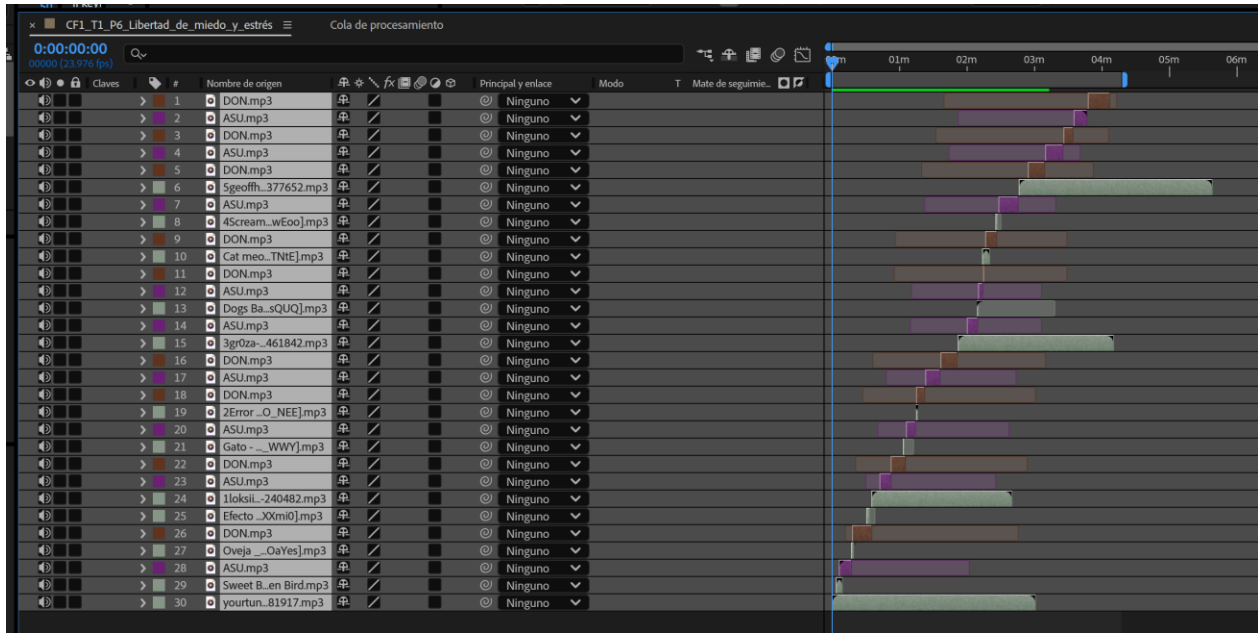 × CF1_T1_P6_Libertad_de_miedo_y_estrés ≡ Cola de procesamiento
0:00:00:00
00000 (23.976 fps)
01m 02m 03m 04m 05m 06m
Claves # Nombre de origen fx Principal y enlace Modo T Mate de seguimie...
1 DON.mp3 Ninguno
2 ASU.mp3 Ninguno
3 DON.mp3 Ninguno
4 ASU.mp3 Ninguno
5 DON.mp3 Ninguno
6 5geoffh...377652.mp3 Ninguno
7 ASU.mp3 Ninguno
8 4Scream...wEoo].mp3 Ninguno
9 DON.mp3 Ninguno
10 Cat meo...TNtE].mp3 Ninguno
11 DON.mp3 Ninguno
12 ASU.mp3 Ninguno
13 Dogs Ba...sQUQ].mp3 Ninguno
14 ASU.mp3 Ninguno
15 3gr0za-...461842.mp3 Ninguno
16 DON.mp3 Ninguno
17 ASU.mp3 Ninguno
18 DON.mp3 Ninguno
19 2Error ...O_NEE].mp3 Ninguno
20 ASU.mp3 Ninguno
21 Gato - ..._WWY].mp3 Ninguno
22 DON.mp3 Ninguno
23 ASU.mp3 Ninguno
24 1loksii...-240482.mp3 Ninguno
25 Efecto ...XXmi0].mp3 Ninguno
26 DON.mp3 Ninguno
27 Oveja _...OaYes].mp3 Ninguno
28 ASU.mp3 Ninguno
29 Sweet B...en Bird.mp3 Ninguno
30 yourtun...81917.mp3 Ninguno